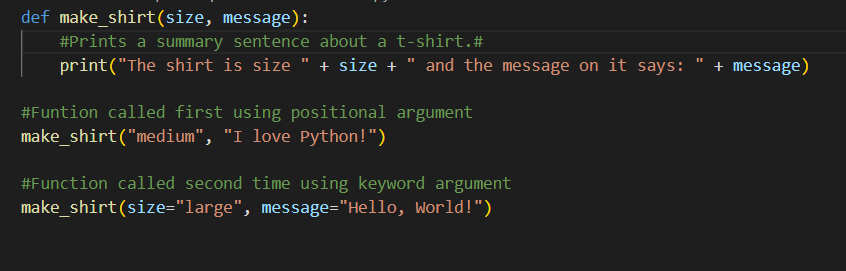 def make_shirt(size, message):
    #Prints a summary sentence about a t-shirt.#
    print("The shirt is size " + size + " and the message on it says: " + message)
#Funtion called first using positional argument
make_shirt("medium", "I love Python!")
#Function called second time using keyword argument
make_shirt(size="large", message="Hello, World!")